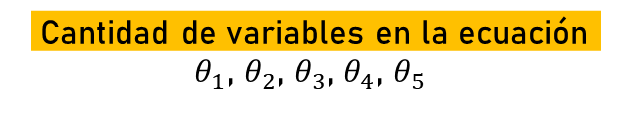 Cantidad de variables en la ecuación
θ₁, θ₂, θ₃, θ₄, θ₅